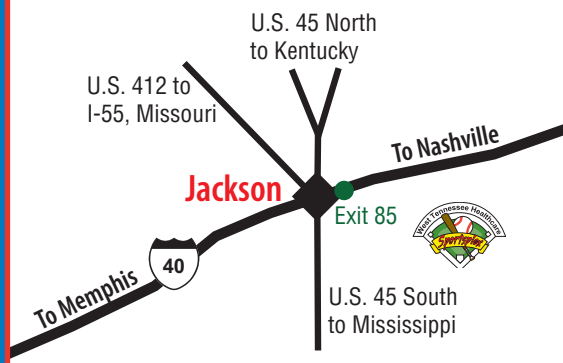 U.S. 45 North
to Kentucky
U.S. 412 to
I-55, Missouri
To Nashville
Jackson
Exit 85
West Tennessee Healthcare
Sportsplex
40
To Memphis
U.S. 45 South
to Mississippi